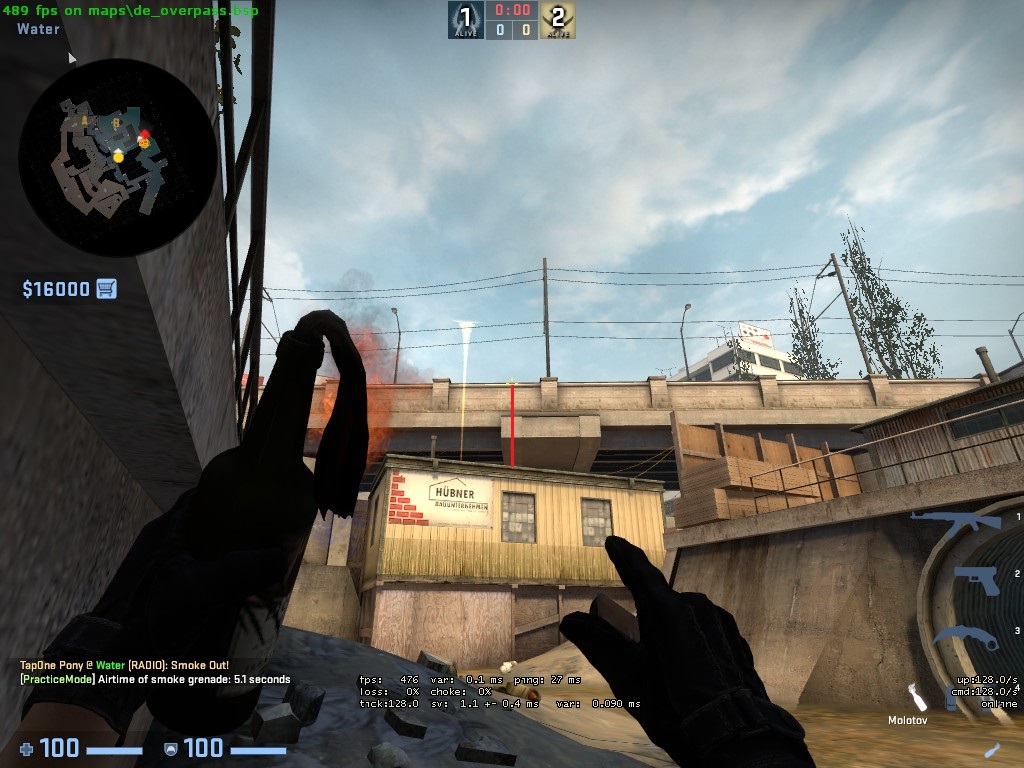 489 fps on maps\de_overpass.bsp
Water
1
ALIVE
0:00
0 0
2
ALIVE
A
B
$16000
HÜBNER
BAUUNTERNEHMEN
1
2
3
4
Tap0ne Pony @ Water (RADIO): Smoke Out!
[PracticeMode] Airtime of smoke grenade: 5.1 seconds
fps: 476 var: 0.1 ms ping: 27 ms
loss: 0% choke: 0%
tick:128.0 sv: 1.1 +- 0.4 ms var: 0.090 ms
up:128.0/s
cmd:128.0/s
online
Molotov
100
100